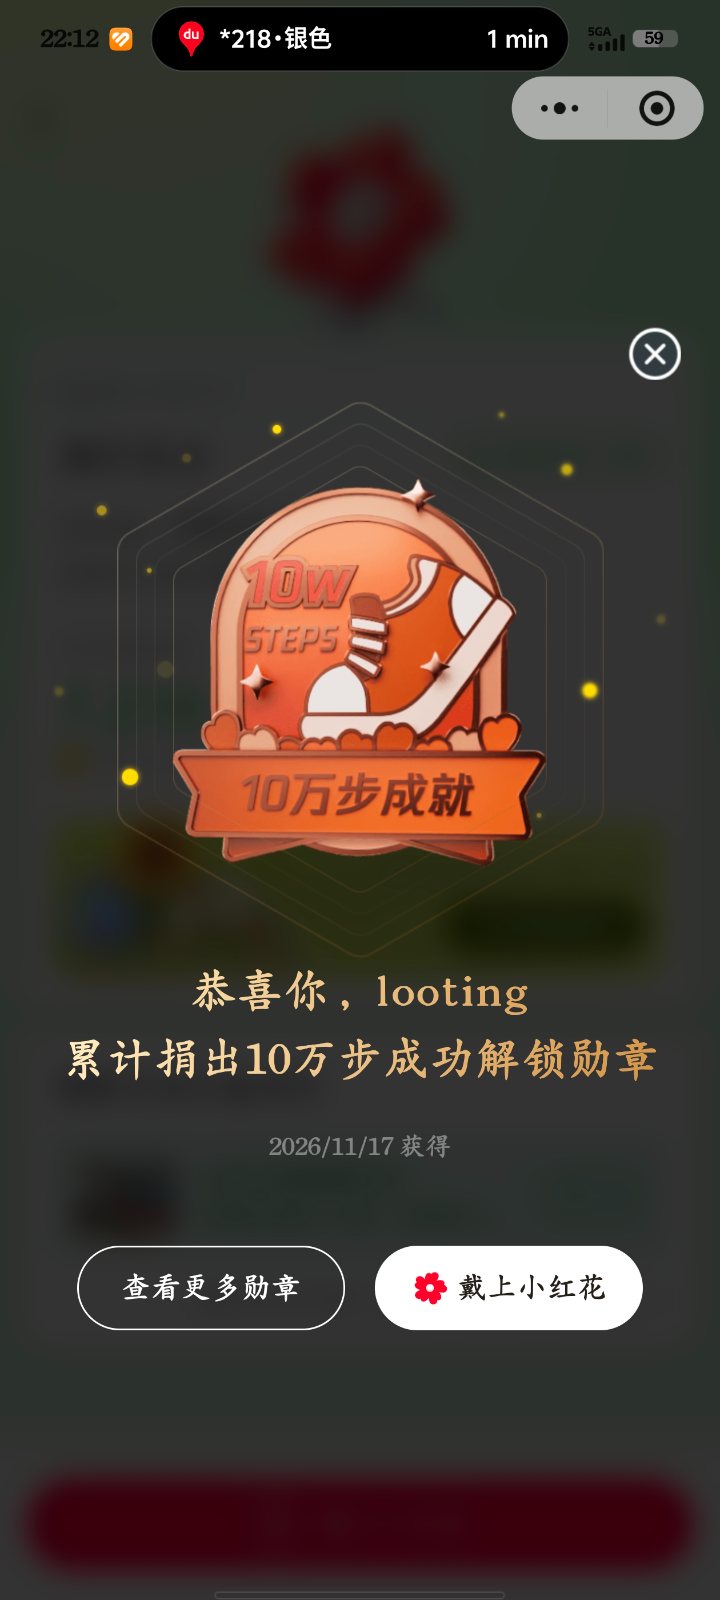 22:12
du *218·银色 1 min
5GA
59
10W
STEPS
10万步成就
恭喜你，looting
累计捐出10万步成功解锁勋章
2026/11/17 获得
查看更多勋章
戴上小红花